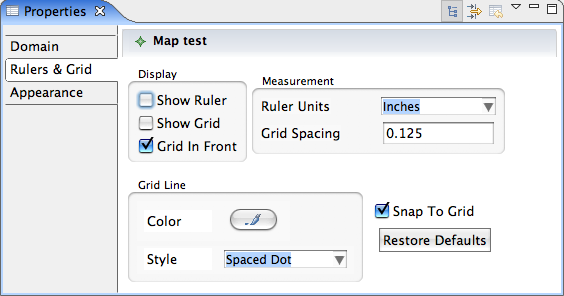 Properties
Domain
Rulers & Grid
Appearance
Map test
Display
Show Ruler
Show Grid
Grid In Front
Measurement
Ruler Units Inches
Grid Spacing 0.125
Grid Line
Color
Style Spaced Dot
Snap To Grid
Restore Defaults